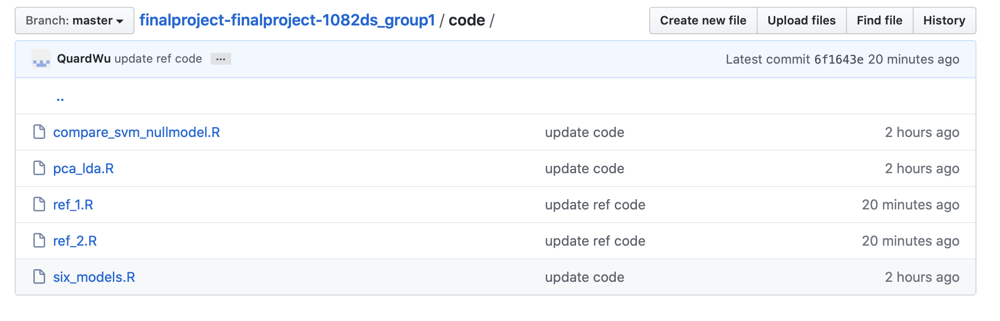 Branch: master finalproject-finalproject-1082ds_group1 / code / Create new file Upload files Find file History
QuardWu update ref code ... Latest commit 6f1643e 20 minutes ago
..
compare_svm_nullmodel.R update code 2 hours ago
pca_lda.R update code 2 hours ago
ref_1.R update ref code 20 minutes ago
ref_2.R update ref code 20 minutes ago
six_models.R update code 2 hours ago